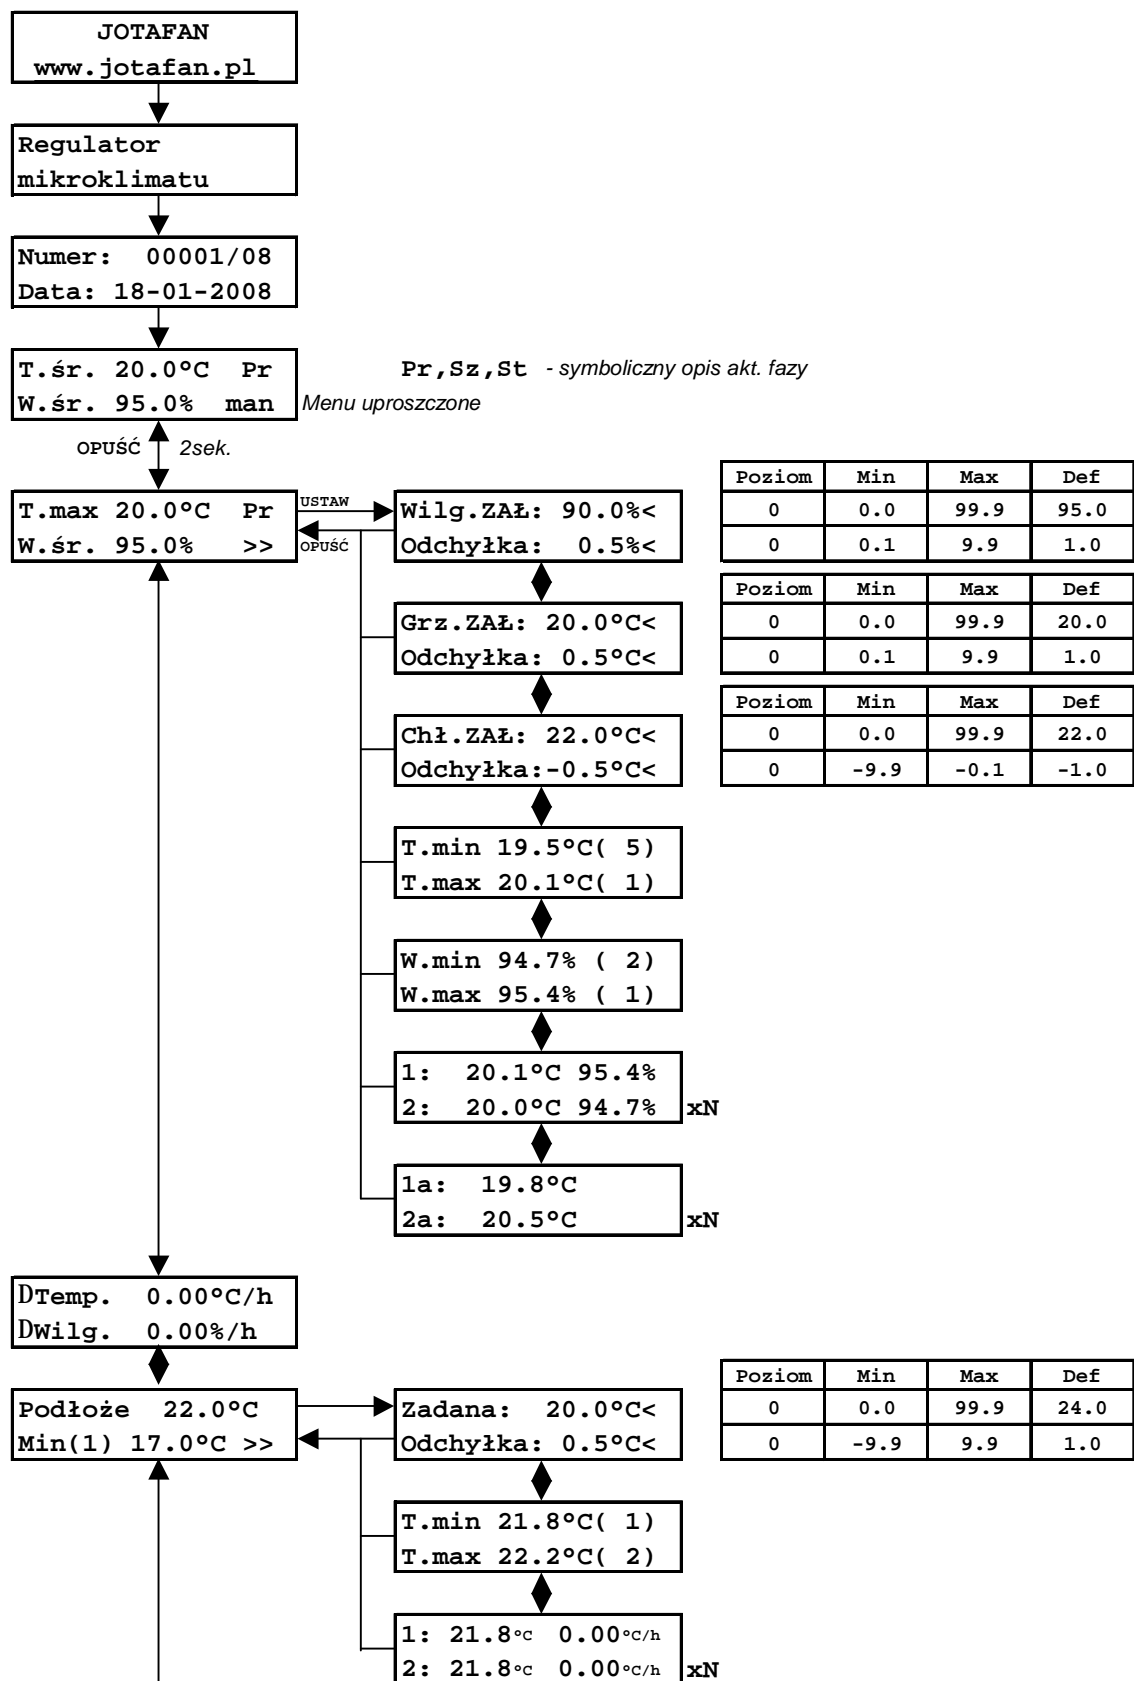 JOTAFAN
www.jotafan.pl
Regulator
mikroklimatu
Numer: 00001/08
Data: 18-01-2008
T.śr. 20.0°C Pr
W.śr. 95.0% man
Pr,Sz,St - symboliczny opis akt. fazy
Menu uproszczone
OPUŚĆ 2sek.
T.max 20.0°C Pr
W.śr. 95.0% >>
USTAW
OPUŚĆ
Wilg.ZAŁ: 90.0%<
Odchyłka: 0.5%<
Poziom Min Max Def
0 0.0 99.9 95.0
0 0.1 9.9 1.0
Grz.ZAŁ: 20.0°C<
Odchyłka: 0.5°C<
Poziom Min Max Def
0 0.0 99.9 20.0
0 0.1 9.9 1.0
Chł.ZAŁ: 22.0°C<
Odchyłka:-0.5°C<
Poziom Min Max Def
0 0.0 99.9 22.0
0 -9.9 -0.1 -1.0
T.min 19.5°C( 5)
T.max 20.1°C( 1)
W.min 94.7% ( 2)
W.max 95.4% ( 1)
1: 20.1°C 95.4%
2: 20.0°C 94.7% xN
1a: 19.8°C
2a: 20.5°C xN
DTemp. 0.00°C/h
DWilg. 0.00%/h
Podłoże 22.0°C
Min(1) 17.0°C >>
Zadana: 20.0°C<
Odchyłka: 0.5°C<
Poziom Min Max Def
0 0.0 99.9 24.0
0 -9.9 9.9 1.0
T.min 21.8°C( 1)
T.max 22.2°C( 2)
1: 21.8°C 0.00°C/h
2: 21.8°C 0.00°C/h xN